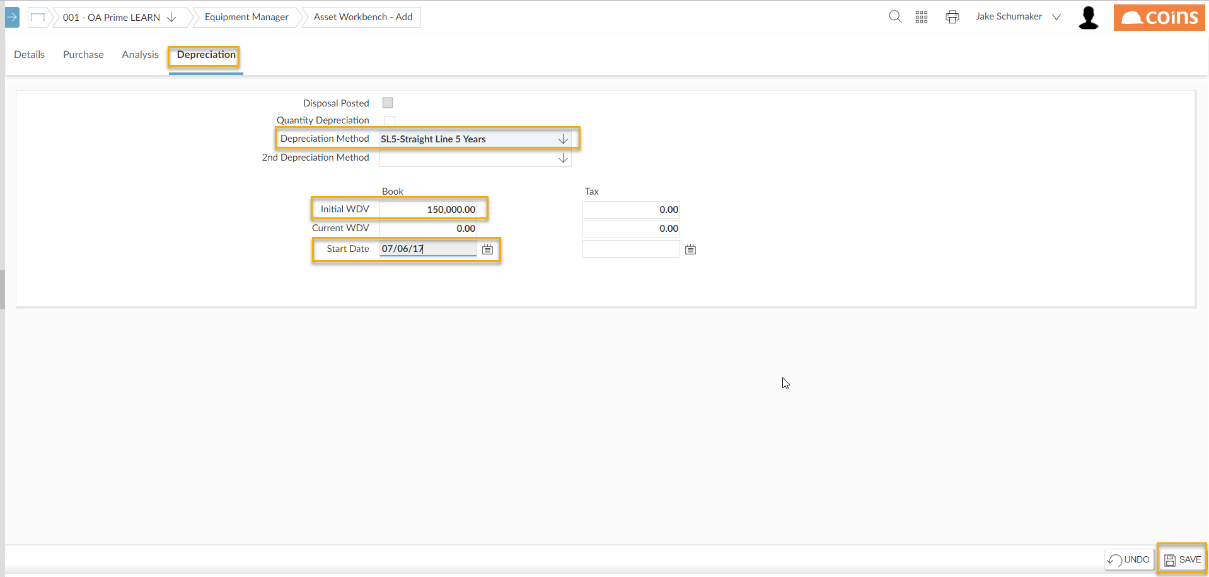 001 - OA Prime LEARN Equipment Manager Asset Workbench - Add Jake Schumaker coins
Details Purchase Analysis Depreciation
Disposal Posted
Quantity Depreciation
Depreciation Method SL5-Straight Line 5 Years
2nd Depreciation Method
Book Tax
Initial WDV 150,000.00 0.00
Current WDV 0.00 0.00
Start Date 07/06/17
UNDO SAVE